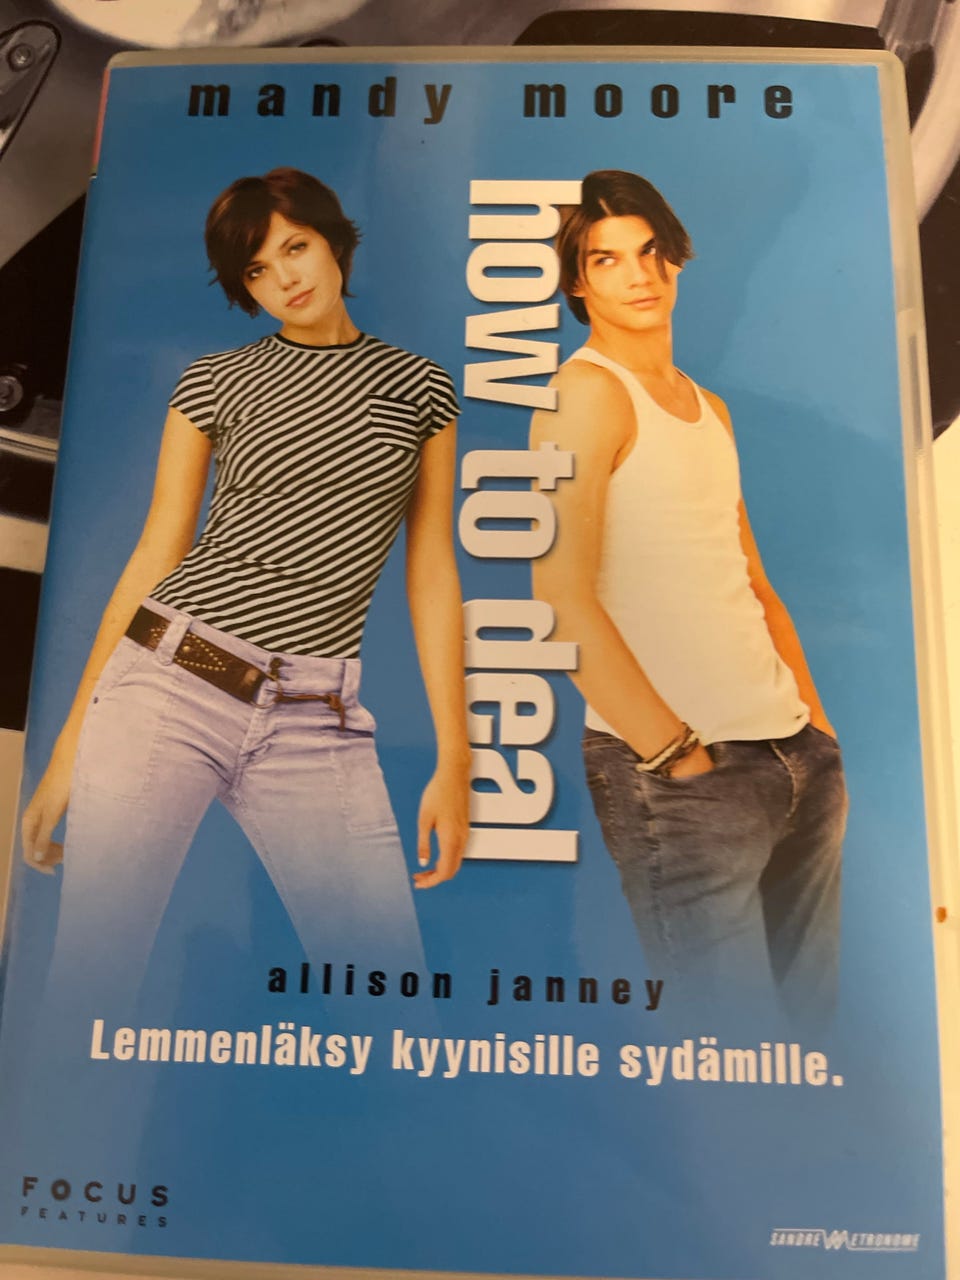 mandy moore
how to deal
allison janney
Lemmenläksy kyynisille sydämille.
FOCUS
FEATURES
SANDREW METRONOME